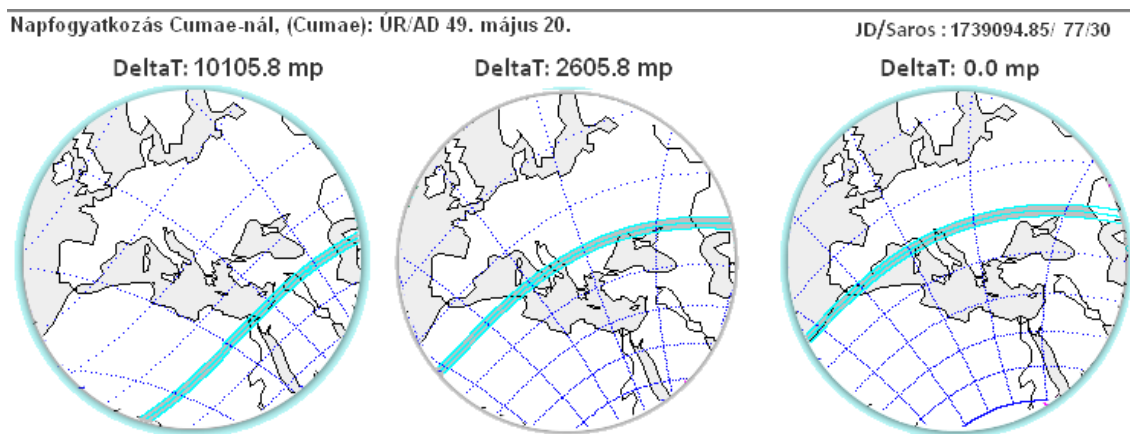 Napfogyatkozás Cumae-nál, (Cumae): ÚR/AD 49. május 20.
JD/Saros : 1739094.85/ 77/30
DeltaT: 10105.8 mp
DeltaT: 2605.8 mp
DeltaT: 0.0 mp